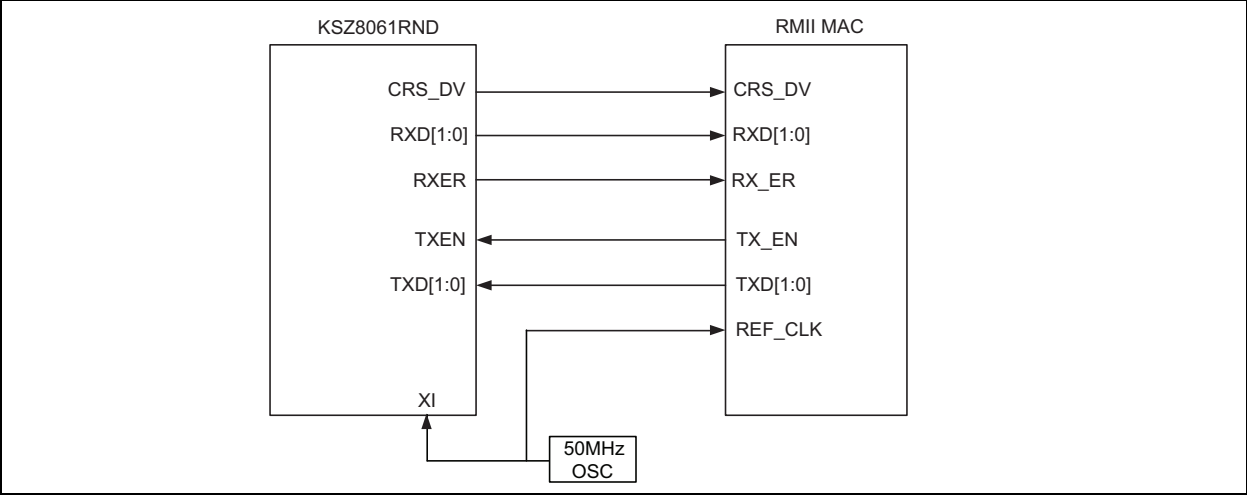 KSZ8061RND
RMII MAC
CRS_DV
CRS_DV
RXD[1:0]
RXD[1:0]
RXER
RX_ER
TXEN
TX_EN
TXD[1:0]
TXD[1:0]
REF_CLK
XI
50MHz
OSC